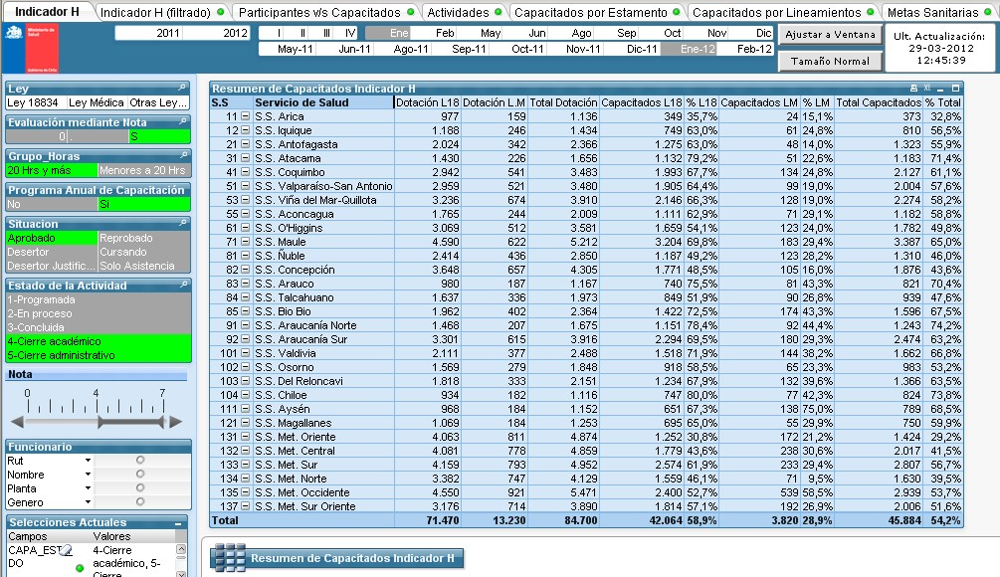 Indicador H
Indicador H (filtrado)
Participantes v/s Capacitados
Actividades
Capacitados por Estamento
Capacitados por Lineamientos
Metas Sanitarias
Ministerio de Salud
Gobierno de Chile
2011 2012
I II III IV
Ene Feb May Jun Ago Sep Oct Nov Dic
May-11 Jun-11 Ago-11 Sep-11 Oct-11 Nov-11 Dic-11 Ene-12 Feb-12
Ajustar a Ventana
Tamaño Normal
Ult. Actualización:
29-03-2012
12:45:39
Ley
Ley 18834 Ley Médica Otras Ley...
Evaluación mediante Nota
0 . S
Grupo_Horas
20 Hrs y más Menores a 20 Hrs
Programa Anual de Capacitación
No Si
Situacion
Aprobado Reprobado
Desertor Cursando
Desertor Justific... Solo Asistencia
Estado de la Actividad
1-Programada
2-En proceso
3-Concluida
4-Cierre académico
5-Cierre administrativo
Nota
0 4 7
Funcionario
Rut
Nombre
Planta
Genero
Selecciones Actuales
Campos Valores
CAPA_EST DO 4-Cierre
académico, 5-
Cierre
Resumen de Capacitados Indicador H
XL
S.S Servicio de Salud Dotación L18 Dotación L.M Total Dotación Capacitados L18 % L18 Capacitados LM % LM Total Capacitados % Total
11 S.S. Arica 977 159 1.136 349 35,7% 24 15,1% 373 32,8%
12 S.S. Iquique 1.188 246 1.434 749 63,0% 61 24,8% 810 56,5%
21 S.S. Antofagasta 2.024 342 2.366 1.275 63,0% 48 14,0% 1.323 55,9%
31 S.S. Atacama 1.430 226 1.656 1.132 79,2% 51 22,6% 1.183 71,4%
41 S.S. Coquimbo 2.942 541 3.483 1.993 67,7% 134 24,8% 2.127 61,1%
51 S.S. Valparaíso-San Antonio 2.959 521 3.480 1.905 64,4% 99 19,0% 2.004 57,6%
53 S.S. Viña del Mar-Quillota 3.236 674 3.910 2.146 66,3% 128 19,0% 2.274 58,2%
55 S.S. Aconcagua 1.765 244 2.009 1.111 62,9% 71 29,1% 1.182 58,8%
61 S.S. O'Higgins 3.069 512 3.581 1.659 54,1% 123 24,0% 1.782 49,8%
71 S.S. Maule 4.590 622 5.212 3.204 69,8% 183 29,4% 3.387 65,0%
81 S.S. Ñuble 2.414 436 2.850 1.187 49,2% 123 28,2% 1.310 46,0%
82 S.S. Concepción 3.648 657 4.305 1.771 48,5% 105 16,0% 1.876 43,6%
83 S.S. Arauco 980 187 1.167 740 75,5% 81 43,3% 821 70,4%
84 S.S. Talcahuano 1.637 336 1.973 849 51,9% 90 26,8% 939 47,6%
85 S.S. Bio Bio 1.962 402 2.364 1.422 72,5% 174 43,3% 1.596 67,5%
91 S.S. Araucanía Norte 1.468 207 1.675 1.151 78,4% 92 44,4% 1.243 74,2%
92 S.S. Araucanía Sur 3.301 615 3.916 2.294 69,5% 180 29,3% 2.474 63,2%
101 S.S. Valdivia 2.111 377 2.488 1.518 71,9% 144 38,2% 1.662 66,8%
102 S.S. Osorno 1.569 279 1.848 918 58,5% 65 23,3% 983 53,2%
103 S.S. Del Reloncavi 1.818 333 2.151 1.234 67,9% 132 39,6% 1.366 63,5%
104 S.S. Chiloe 934 182 1.116 747 80,0% 77 42,3% 824 73,8%
111 S.S. Aysén 968 184 1.152 651 67,3% 138 75,0% 789 68,5%
121 S.S. Magallanes 1.069 184 1.253 695 65,0% 55 29,9% 750 59,9%
131 S.S. Met. Oriente 4.063 811 4.874 1.252 30,8% 172 21,2% 1.424 29,2%
132 S.S. Met. Central 4.081 778 4.859 1.779 43,6% 238 30,6% 2.017 41,5%
133 S.S. Met. Sur 4.159 793 4.952 2.574 61,9% 233 29,4% 2.807 56,7%
134 S.S. Met. Norte 3.382 747 4.129 1.559 46,1% 71 9,5% 1.630 39,5%
135 S.S. Met. Occidente 4.550 921 5.471 2.400 52,7% 539 58,5% 2.939 53,7%
137 S.S. Met. Sur Oriente 3.176 714 3.890 1.814 57,1% 192 26,9% 2.006 51,6%
Total 71.470 13.230 84.700 42.064 58,9% 3.820 28,9% 45.884 54,2%
Resumen de Capacitados Indicador H